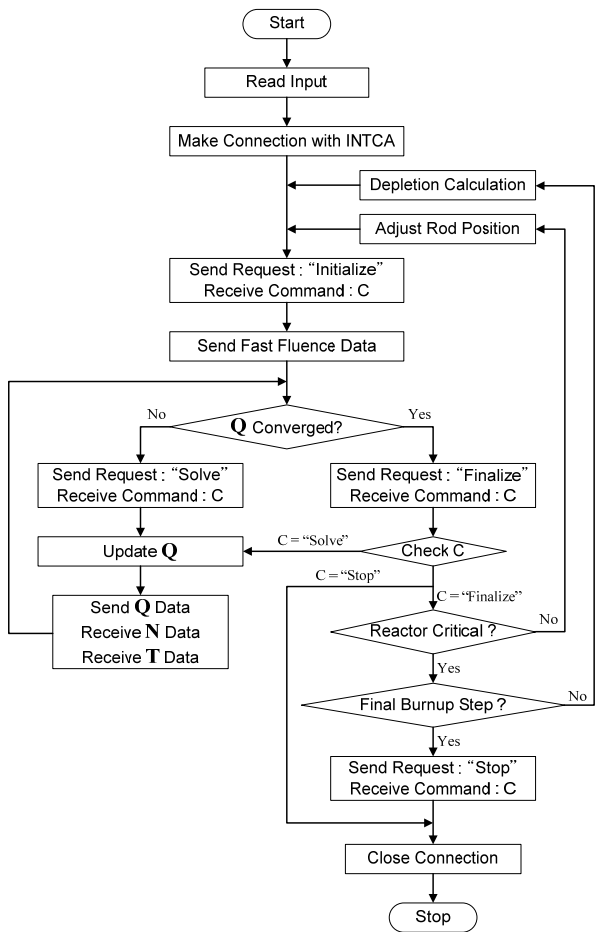 Start
Read Input
Make Connection with INTCA
Depletion Calculation
Adjust Rod Position
Send Request : “Initialize”
Receive Command : C
Send Fast Fluence Data
No
Q Converged?
Yes
Send Request : “Solve”
Receive Command : C
Send Request : “Finalize”
Receive Command : C
Update Q
C = “Solve”
Check C
C = “Stop”
C = “Finalize”
Send Q Data
Receive N Data
Receive T Data
Reactor Critical ?
No
Yes
Final Burnup Step ?
No
Yes
Send Request : “Stop”
Receive Command : C
Close Connection
Stop